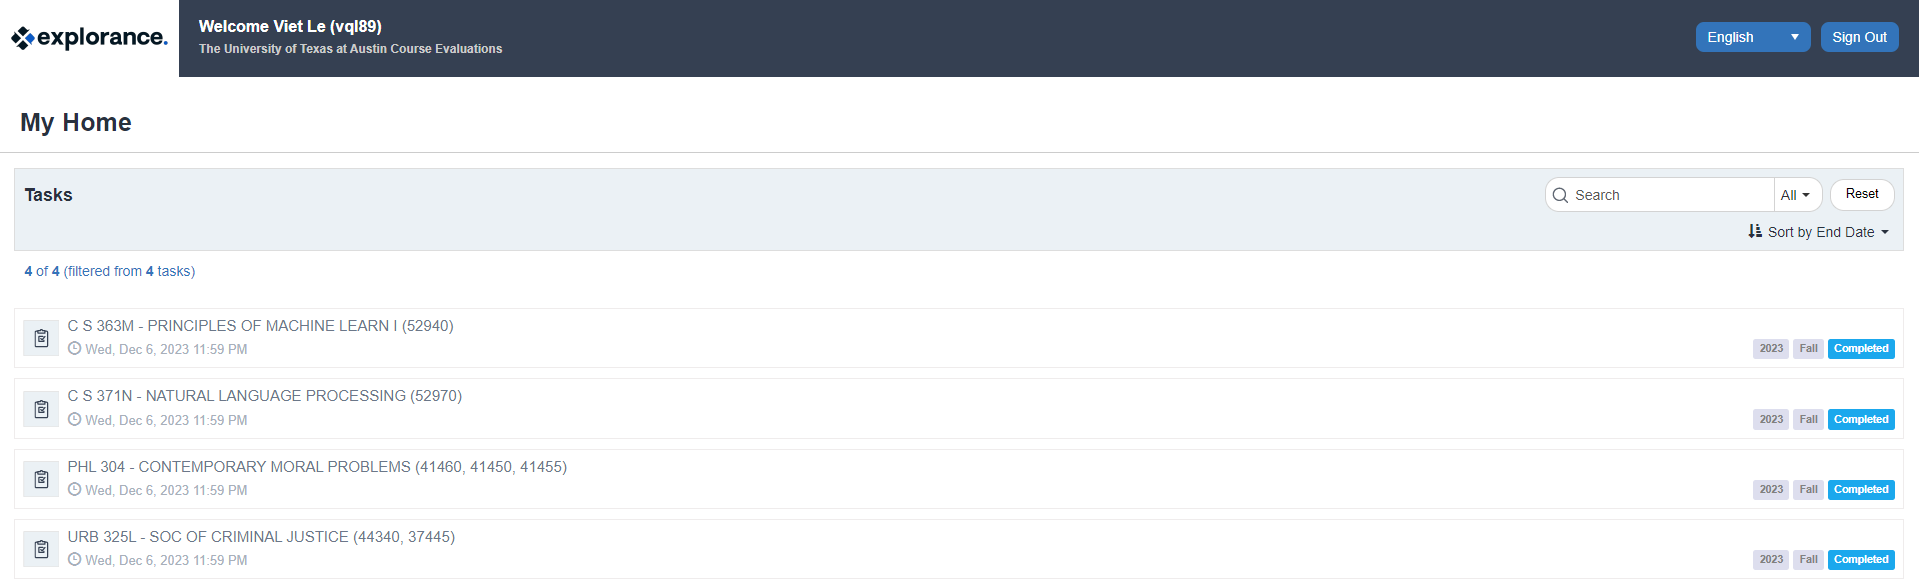 explorance.
Welcome Viet Le (vql89)
The University of Texas at Austin Course Evaluations
English
Sign Out
My Home
Tasks
Search
All
Reset
Sort by End Date
4 of 4 (filtered from 4 tasks)
C S 363M - PRINCIPLES OF MACHINE LEARN I (52940)
Wed, Dec 6, 2023 11:59 PM
2023 Fall Completed
C S 371N - NATURAL LANGUAGE PROCESSING (52970)
Wed, Dec 6, 2023 11:59 PM
2023 Fall Completed
PHL 304 - CONTEMPORARY MORAL PROBLEMS (41460, 41450, 41455)
Wed, Dec 6, 2023 11:59 PM
2023 Fall Completed
URB 325L - SOC OF CRIMINAL JUSTICE (44340, 37445)
Wed, Dec 6, 2023 11:59 PM
2023 Fall Completed